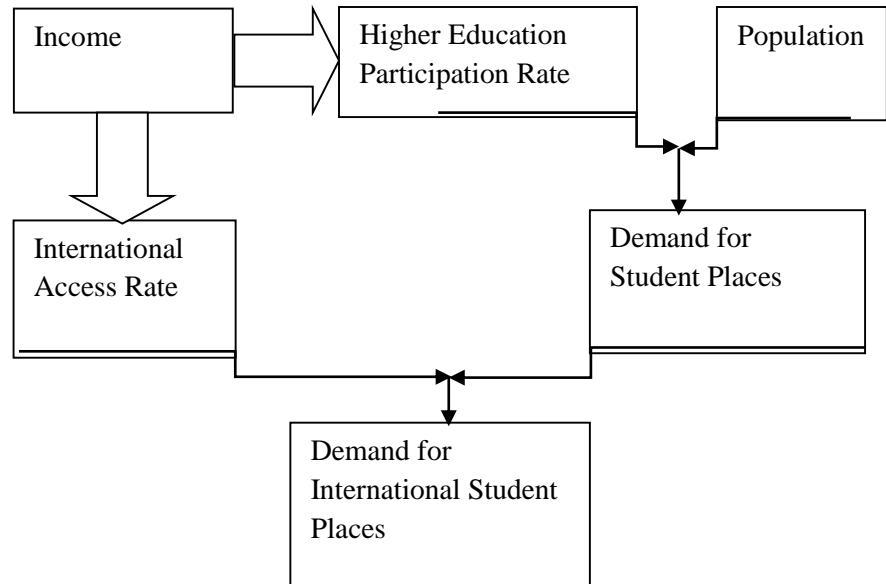 Income
Higher Education
Participation Rate
Population
International
Access Rate
Demand for
Student Places
Demand for
International Student
Places